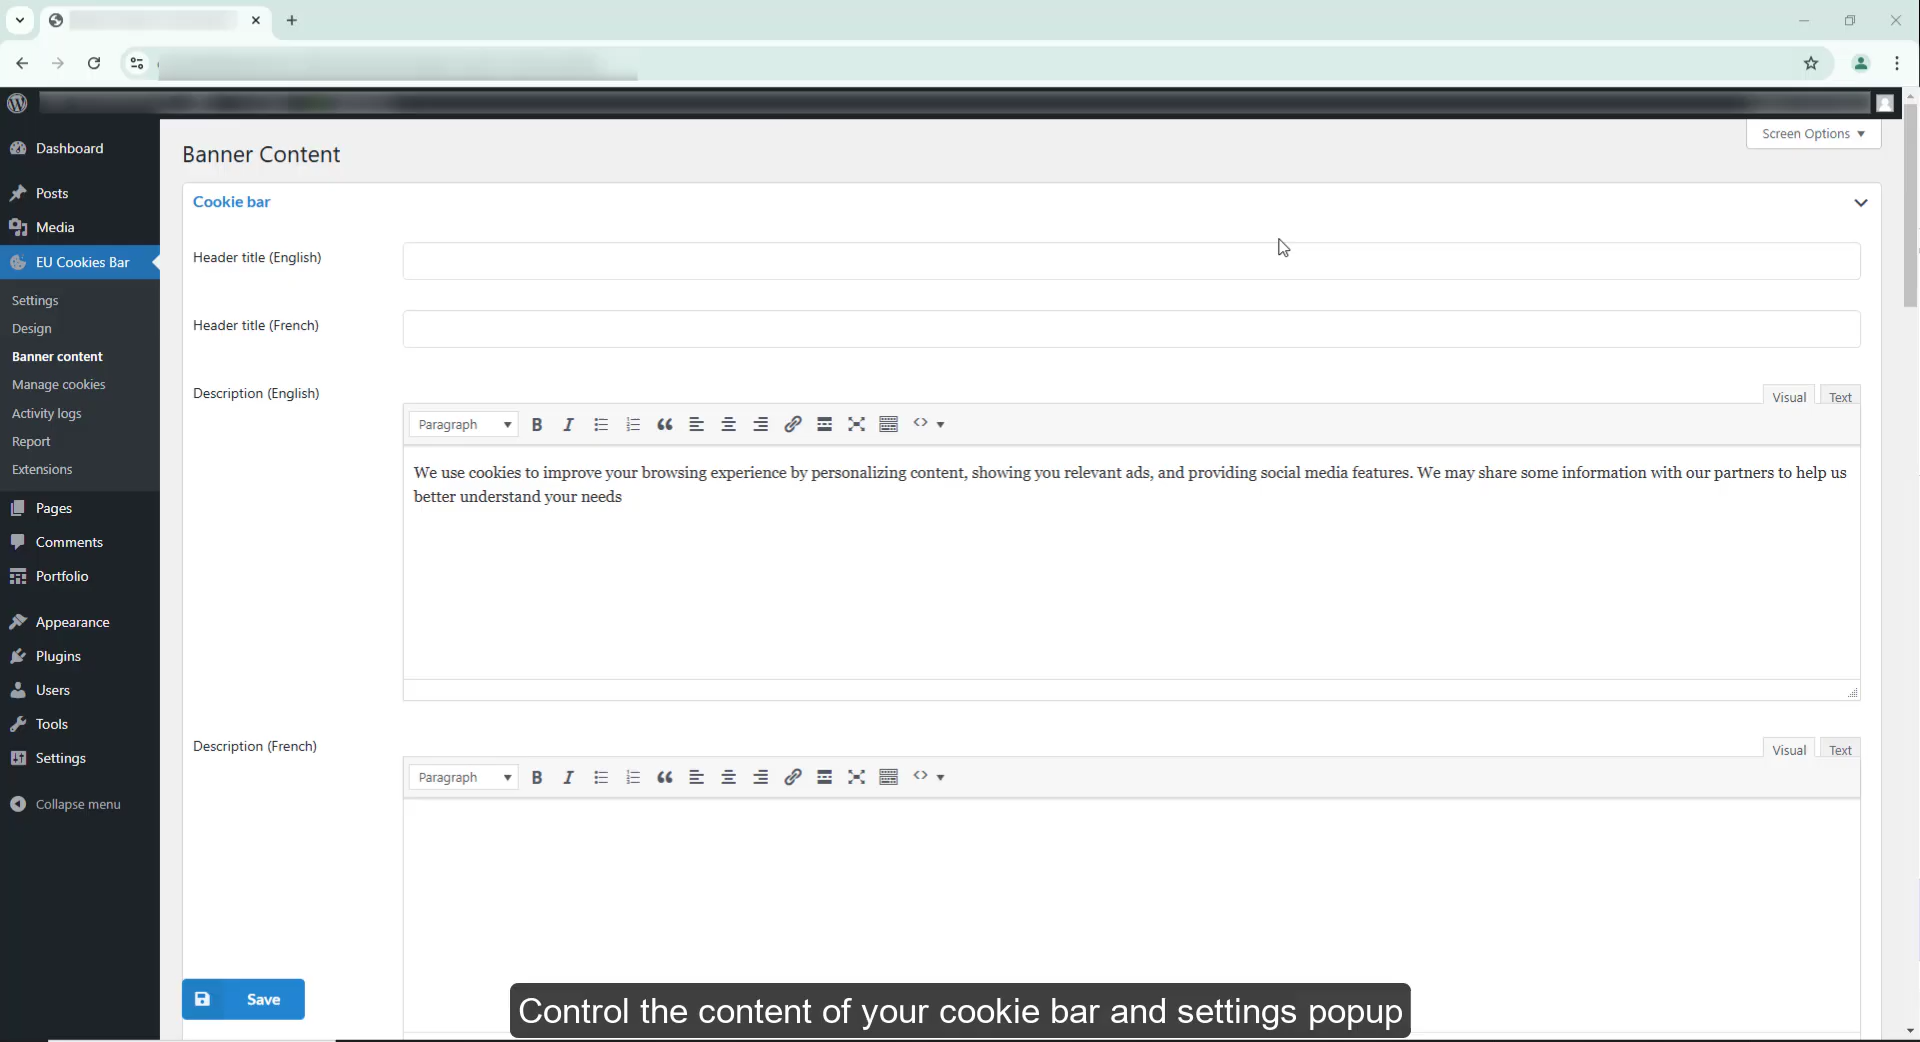 Screen Options
Dashboard
Banner Content
Posts
Cookie bar
Media
EU Cookies Bar
Header title (English)
Settings
Design
Header title (French)
Banner content
Manage cookies
Description (English)
Visual
Text
Activity logs
Paragraph
Report
Extensions
We use cookies to improve your browsing experience by personalizing content, showing you relevant ads, and providing social media features. We may share some information with our partners to help us
better understand your needs
Pages
Comments
Portfolio
Appearance
Plugins
Users
Tools
Description (French)
Visual
Text
Settings
Paragraph
Collapse menu
Save
Control the content of your cookie bar and settings popup